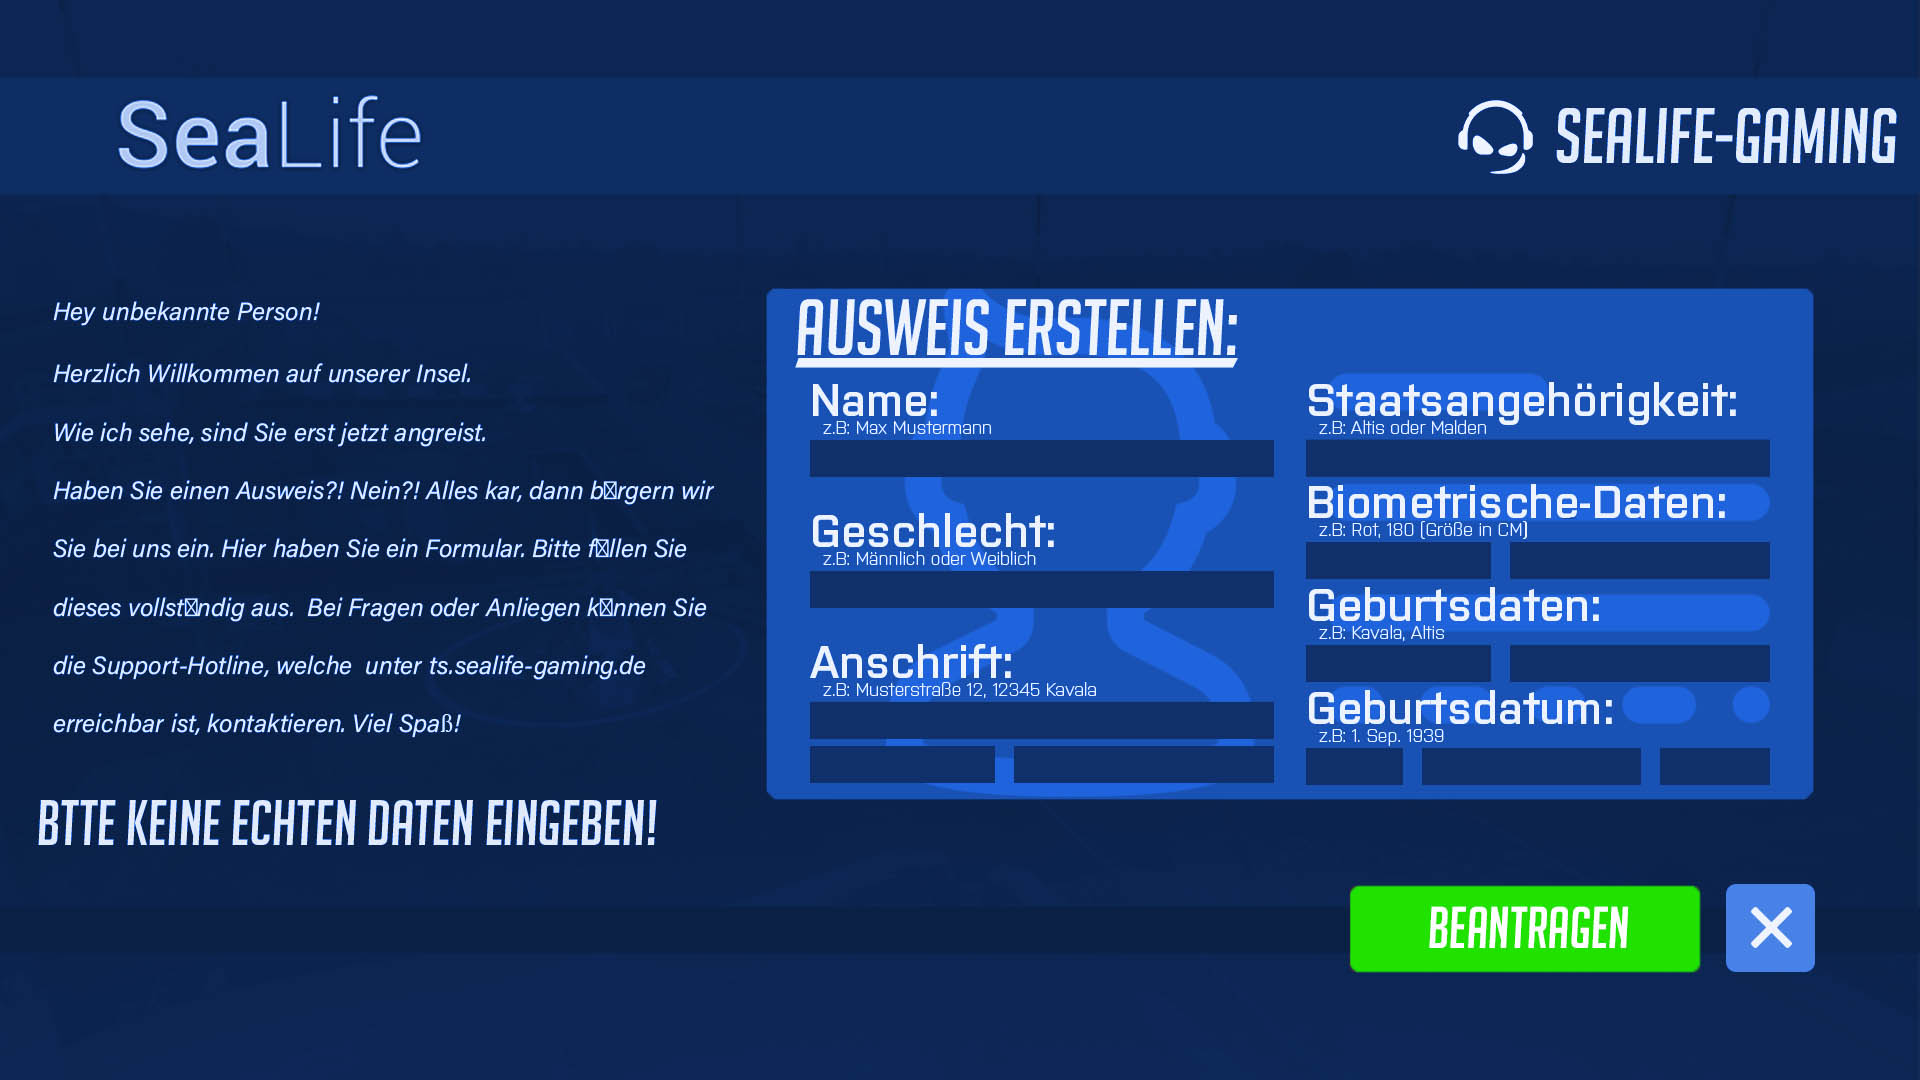 SeaLife
SEALIFE-GAMING
Hey unbekannte Person!
Herzlich Willkommen auf unserer Insel.
Wie ich sehe, sind Sie erst jetzt angreist.
Haben Sie einen Ausweis?! Nein?! Alles kar, dann b☒rgern wir
Sie bei uns ein. Hier haben Sie ein Formular. Bitte f☒llen Sie
dieses vollst☒ndig aus.  Bei Fragen oder Anliegen k☒nnen Sie
die Support-Hotline, welche  unter ts.sealife-gaming.de
erreichbar ist, kontaktieren. Viel Spaß!
BTTE KEINE ECHTEN DATEN EINGEBEN!
AUSWEIS ERSTELLEN:
Name:
z.B: Max Mustermann
Geschlecht:
z.B: Männlich oder Weiblich
Anschrift:
z.B: Musterstraße 12, 12345 Kavala
Staatsangehörigkeit:
z.B: Altis oder Malden
Biometrische-Daten:
z.B: Rot, 180 (Größe in CM)
Geburtsdaten:
z.B: Kavala, Altis
Geburtsdatum:
z.B: 1. Sep. 1939
BEANTRAGEN